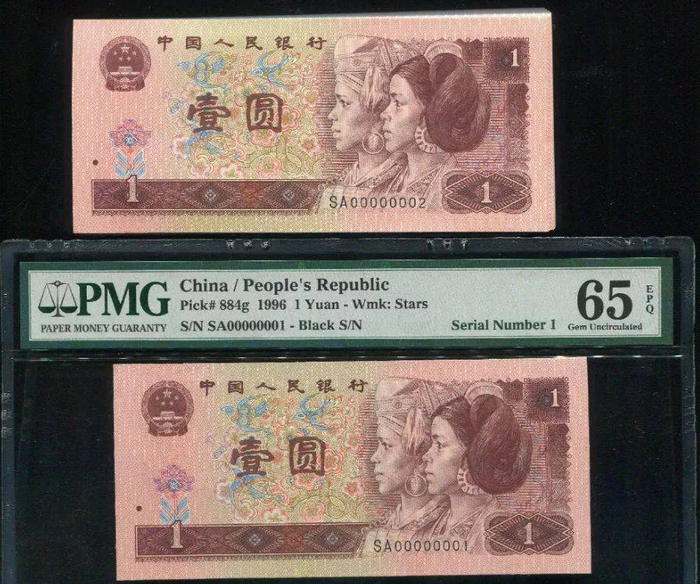 中国人民银行
1
壹圆
1
SA00000002
1
PMG
PAPER MONEY GUARANTY
China / People's Republic
Pick# 884g 1996 1 Yuan - Wmk: Stars
S/N SA00000001 - Black S/N
Serial Number 1
65
EPQ
Gem Uncirculated
中国人民银行
1
壹圆
1
SA00000001
1